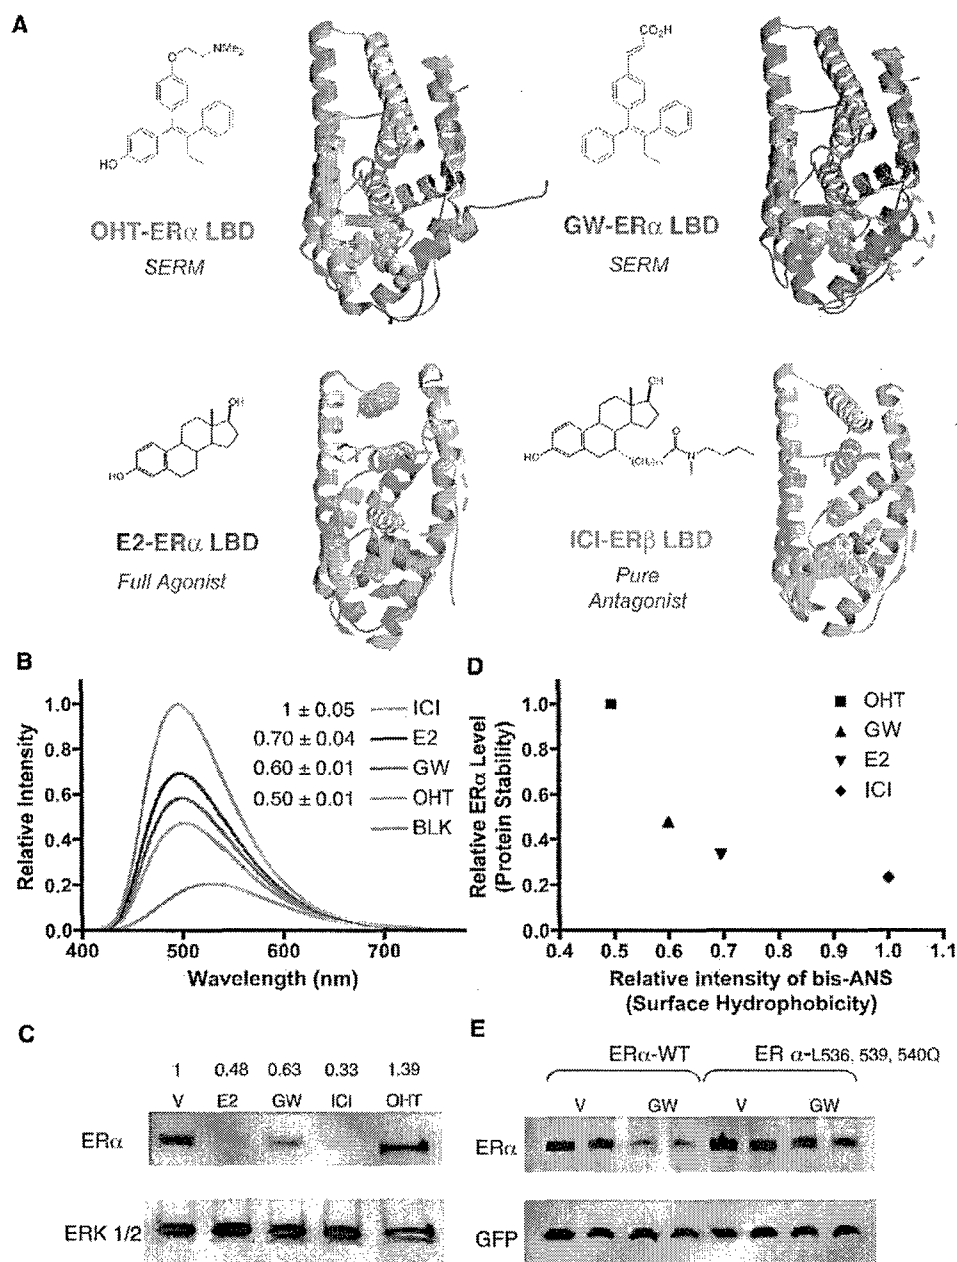 A
NMe2
O
HO
OHT-ERα LBD
SERM
CO2H
GW-ERα LBD
SERM
OH
HO
E2-ERα LBD
Full Agonist
OH
HO
O
N
ICI-ERβ LBD
Pure
Antagonist
B
Relative Intensity
1.0
0.8
0.6
0.4
0.2
0.0
400 500 600 700
Wavelength (nm)
1 ± 0.05 ICI
0.70 ± 0.04 E2
0.60 ± 0.01 GW
0.50 ± 0.01 OHT
BLK
D
Relative ERα Level
(Protein Stability)
1.0
0.8
0.6
0.4
0.2
0.0
0.4 0.5 0.6 0.7 0.8 0.9 1.0 1.1
Relative intensity of bis-ANS
(Surface Hydrophobicity)
OHT
GW
E2
ICI
C
1 0.48 0.63 0.33 1.39
V E2 GW ICI OHT
ERα
ERK 1/2
E
ERα-WT ER α-L536, 539, 540Q
V GW V GW
ERα
GFP